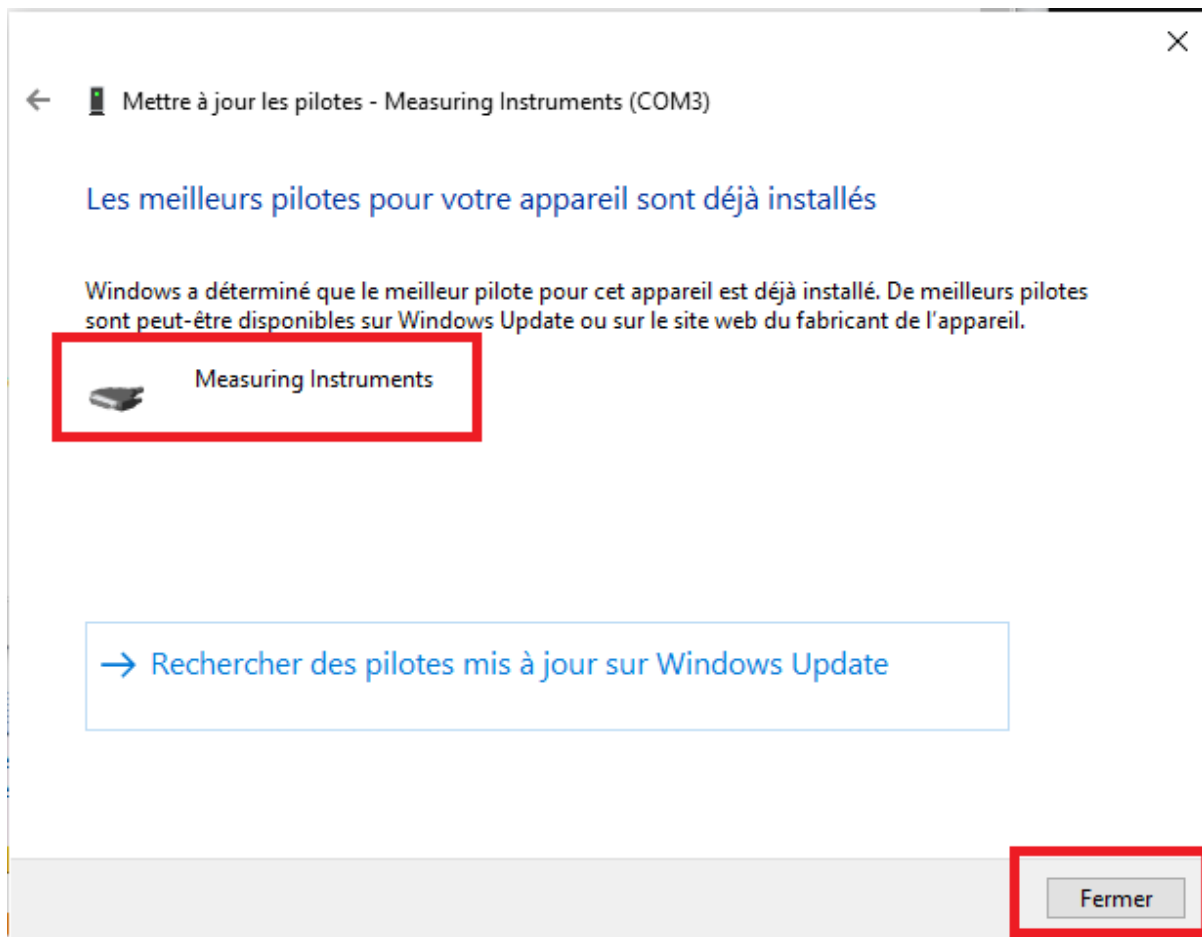 Mettre à jour les pilotes - Measuring Instruments (COM3)
Les meilleurs pilotes pour votre appareil sont déjà installés
Windows a déterminé que le meilleur pilote pour cet appareil est déjà installé. De meilleurs pilotes
sont peut-être disponibles sur Windows Update ou sur le site web du fabricant de l'appareil.
Measuring Instruments
Rechercher des pilotes mis à jour sur Windows Update
Fermer